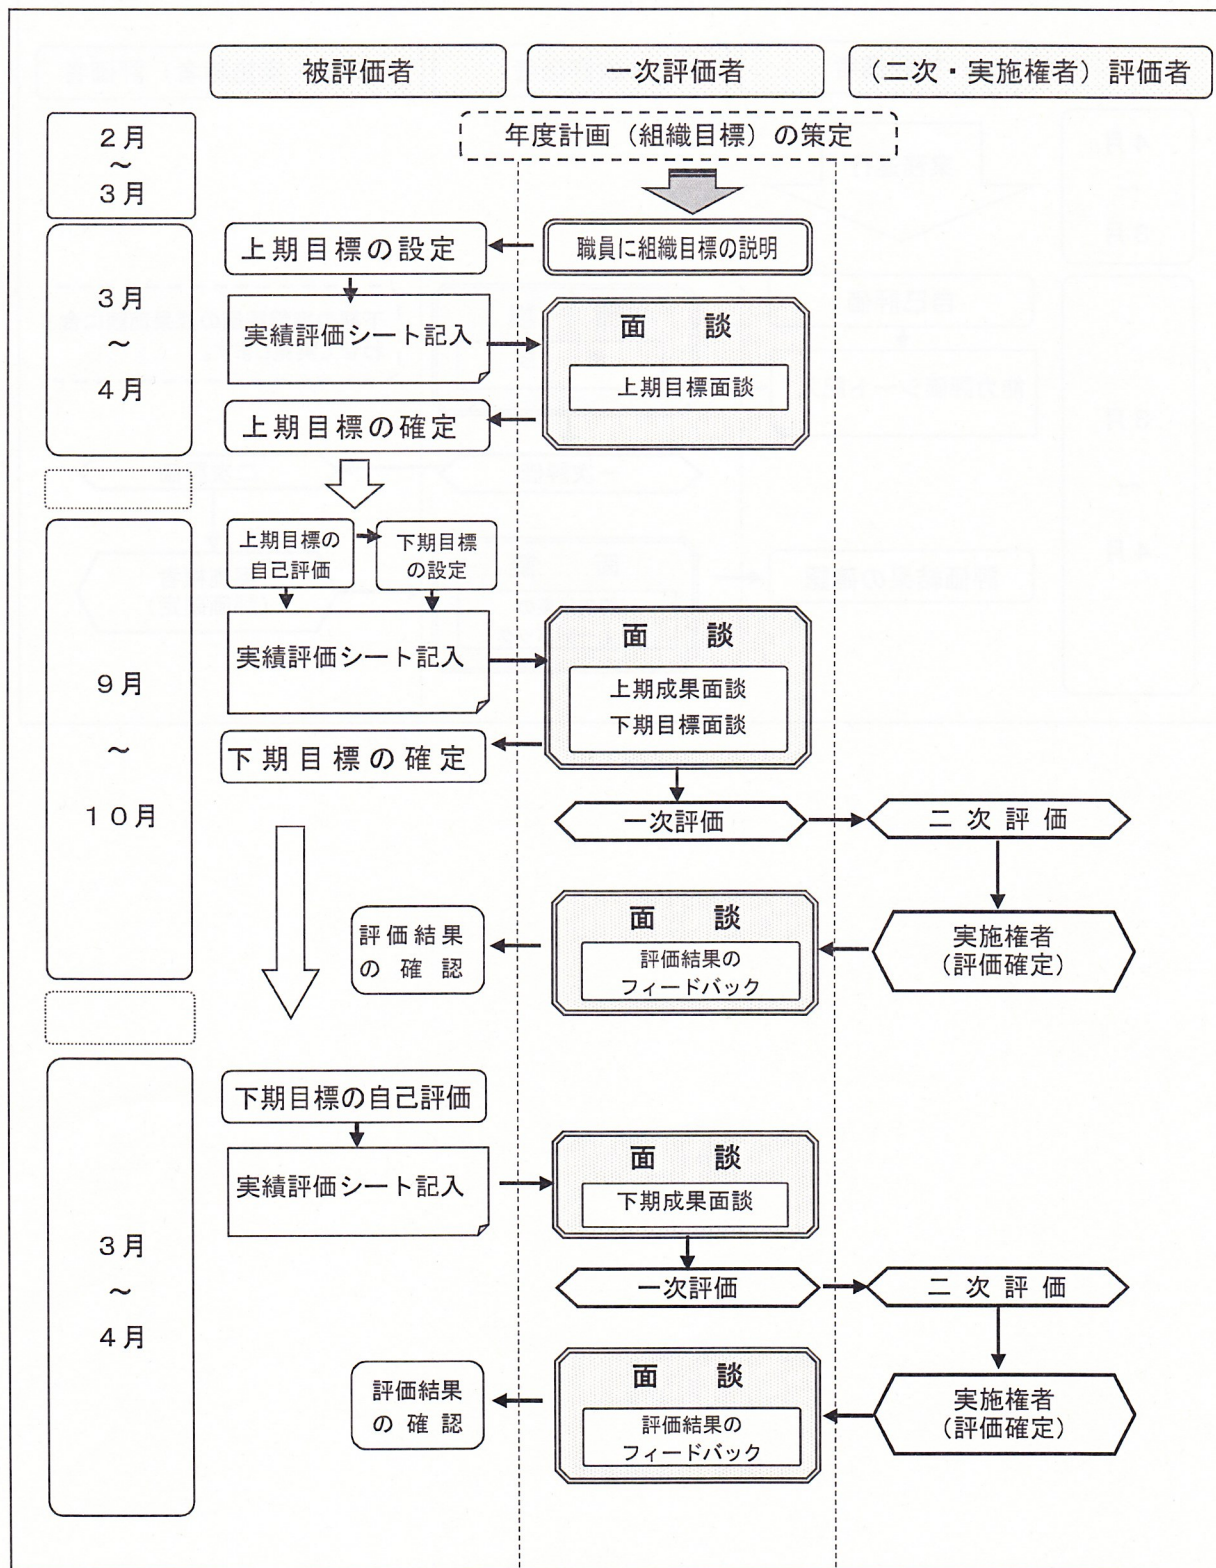 被評価者
一次評価者
(二次・実施権者)評価者
2月
~
3月
年度計画(組織目標)の策定
3月
~
4月
上期目標の設定
職員に組織目標の説明
実績評価シート記入
面 談
上期目標面談
上期目標の確定
9月
~
10月
上期目標の
自己評価
下期目標
の設定
実績評価シート記入
面 談
上期成果面談
下期目標面談
下期目標の確定
一次評価
二次評価
評価結果
の確認
面 談
評価結果の
フィードバック
実施権者
(評価確定)
3月
~
4月
下期目標の自己評価
実績評価シート記入
面 談
下期成果面談
一次評価
二次評価
評価結果
の確認
面 談
評価結果の
フィードバック
実施権者
(評価確定)